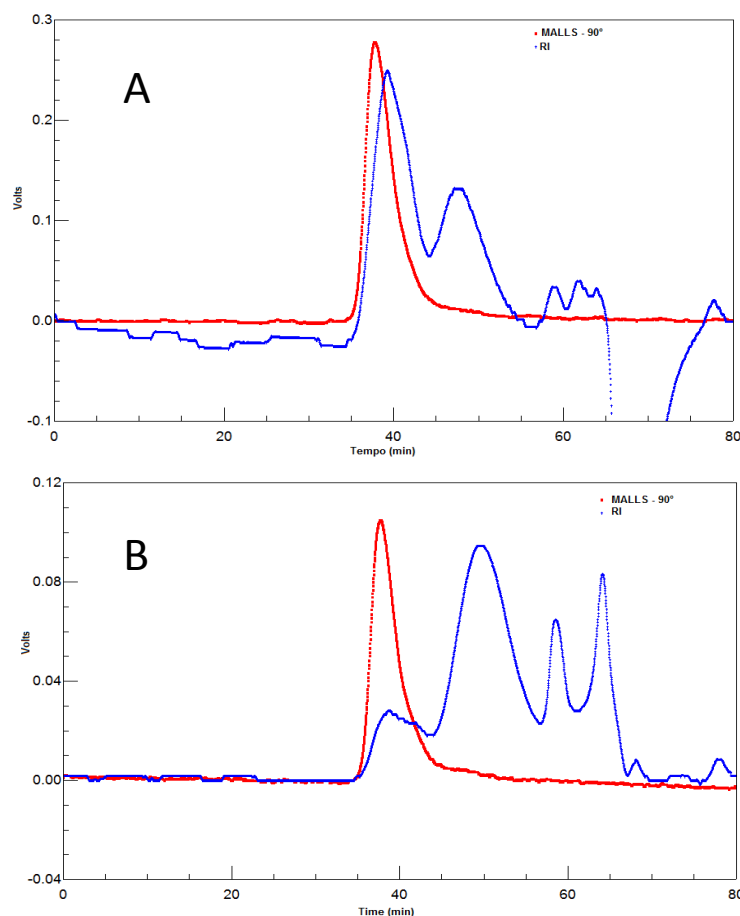 0.3
MALLS - 90°
RI
A
0.2
Volts
0.1
0.0
-0.1
0 20 40 60 80
Tempo (min)
0.12
MALLS - 90°
RI
B
0.08
Volts
0.04
0.00
-0.04
0 20 40 60 80
Time (min)